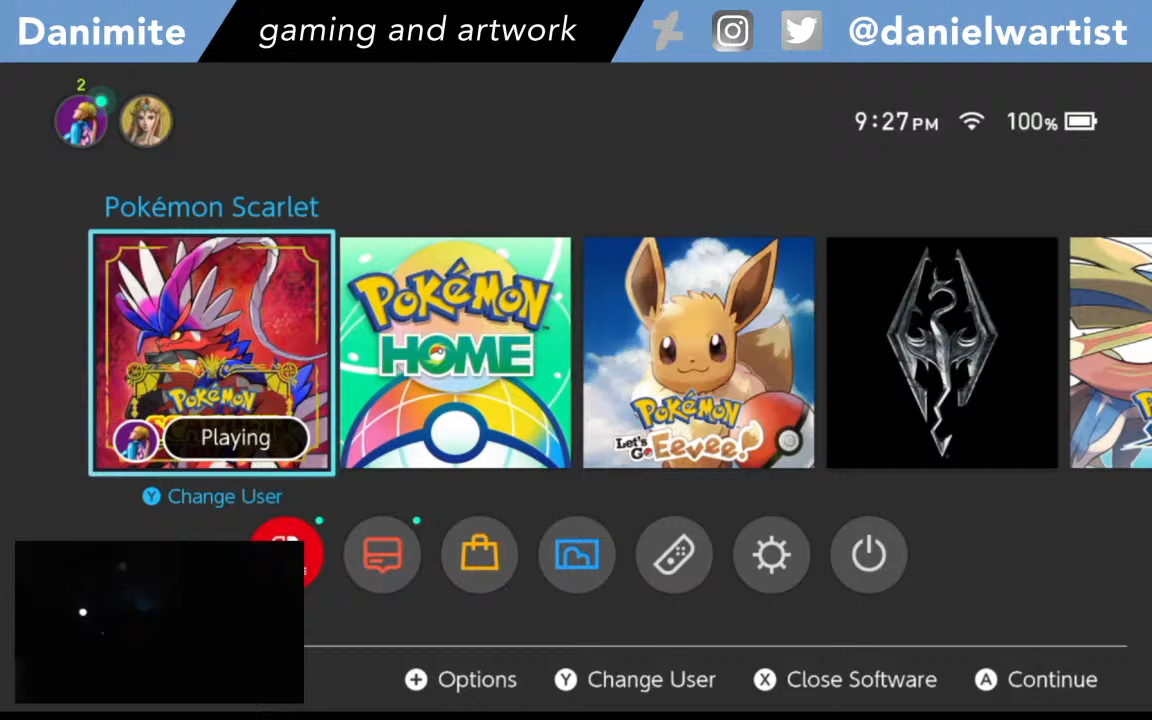 Danimite
gaming and artwork
@danielwartist
2
9:27PM
100%
Pokémon Scarlet
POKéMON
HOME
Pokémon
Playing
Pokémon
Let's Go Eevee!
Y Change User
+ Options
Y Change User
X Close Software
A Continue